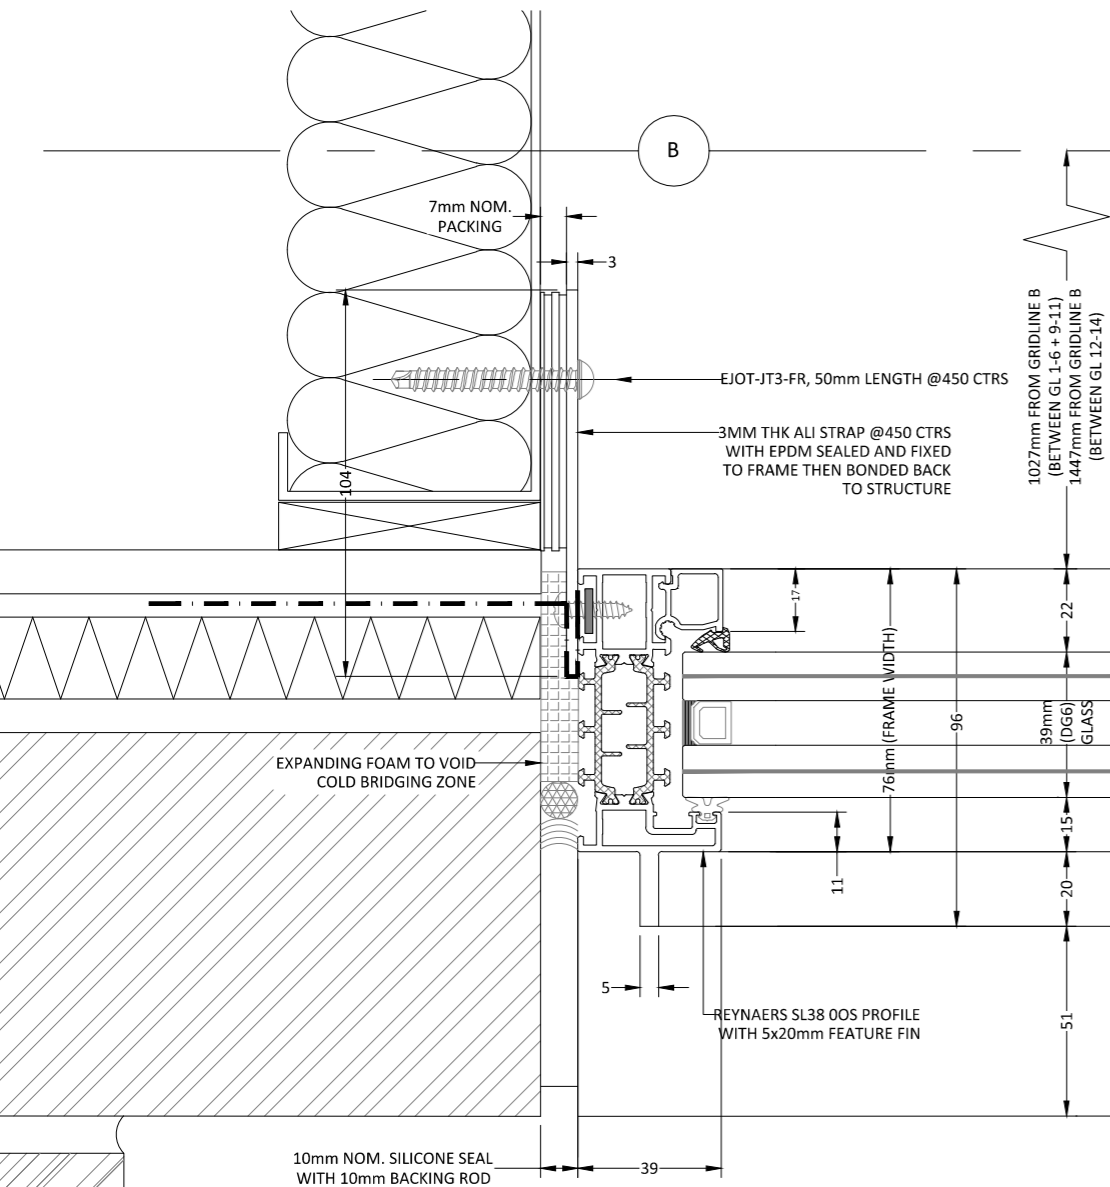 B
7mm NOM.
PACKING
3
EJOT-JT3-FR, 50mm LENGTH @450 CTRS
3MM THK ALI STRAP @450 CTRS
WITH EPDM SEALED AND FIXED
TO FRAME THEN BONDED BACK
TO STRUCTURE
1027mm FROM GRIDLINE B
(BETWEEN GL 1-6 + 9-11)
1447mm FROM GRIDLINE B
(BETWEEN GL 12-14)
104
17
22
76mm (FRAME WIDTH)
96
39mm
(DG6)
GLASS
EXPANDING FOAM TO VOID
COLD BRIDGING ZONE
15
11
20
5
REYNAERS SL38 0OS PROFILE
WITH 5x20mm FEATURE FIN
51
10mm NOM. SILICONE SEAL
WITH 10mm BACKING ROD
39